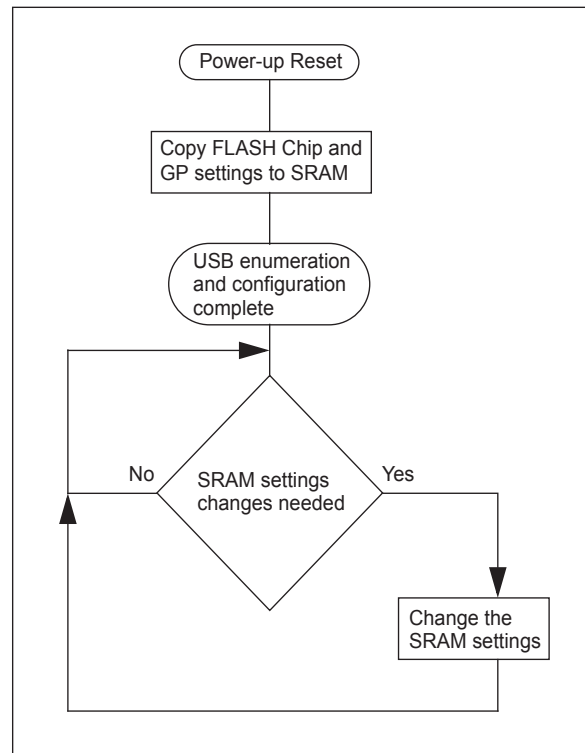 Power-up Reset
Copy FLASH Chip and
GP settings to SRAM
USB enumeration
and configuration
complete
No
SRAM settings
changes needed
Yes
Change the
SRAM settings